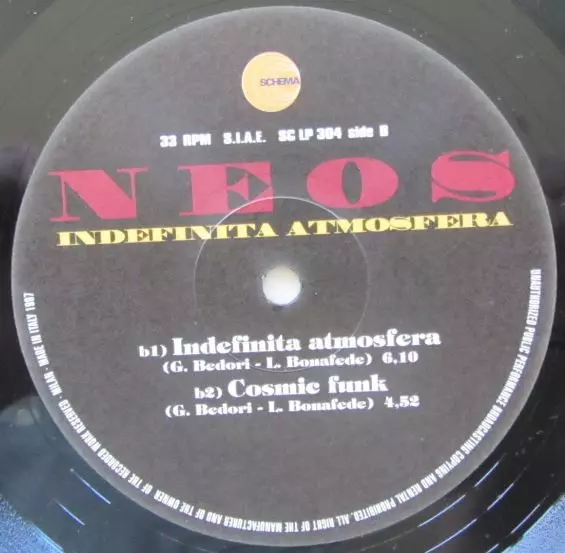 SCHEMA
33 RPM S.I.A.E. SC LP 304 side B
NEOS
INDEFINITA ATMOSFERA
b1) Indefinita atmosfera
(G. Bedori - L. Bonafede) 6,10
b2) Cosmic funk
(G. Bedori - L. Bonafede) 4,52
UNAUTHORIZED PUBLIC PERFORMANCE BROADCASTING COPYING AND RENTAL PROHIBITED. ALL RIGHT OF THE MANUFACTURER AND OF THE OWNER OF THE RECORDED WORK RESERVED - MILAN - MADE IN ITALY 1997